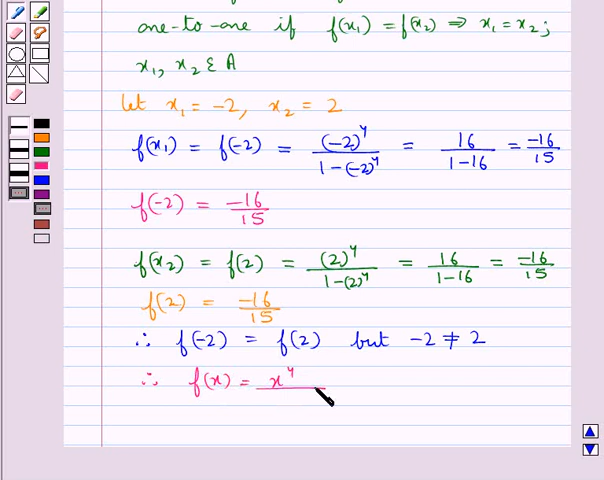 one-to-one if f(x₁) = f(x₂) ⇒ x₁ = x₂;
x₁, x₂ ε A
let x₁ = -2, x₂ = 2
f(x₁) = f(-2) = (-2)⁴/(1-(-2)⁴) = 16/(1-16) = -16/15
f(-2) = -16/15
f(x₂) = f(2) = (2)⁴/(1-(2)⁴) = 16/(1-16) = -16/15
f(2) = -16/15
∴ f(-2) = f(2) but -2 ≠ 2
∴ f(x) = x⁴